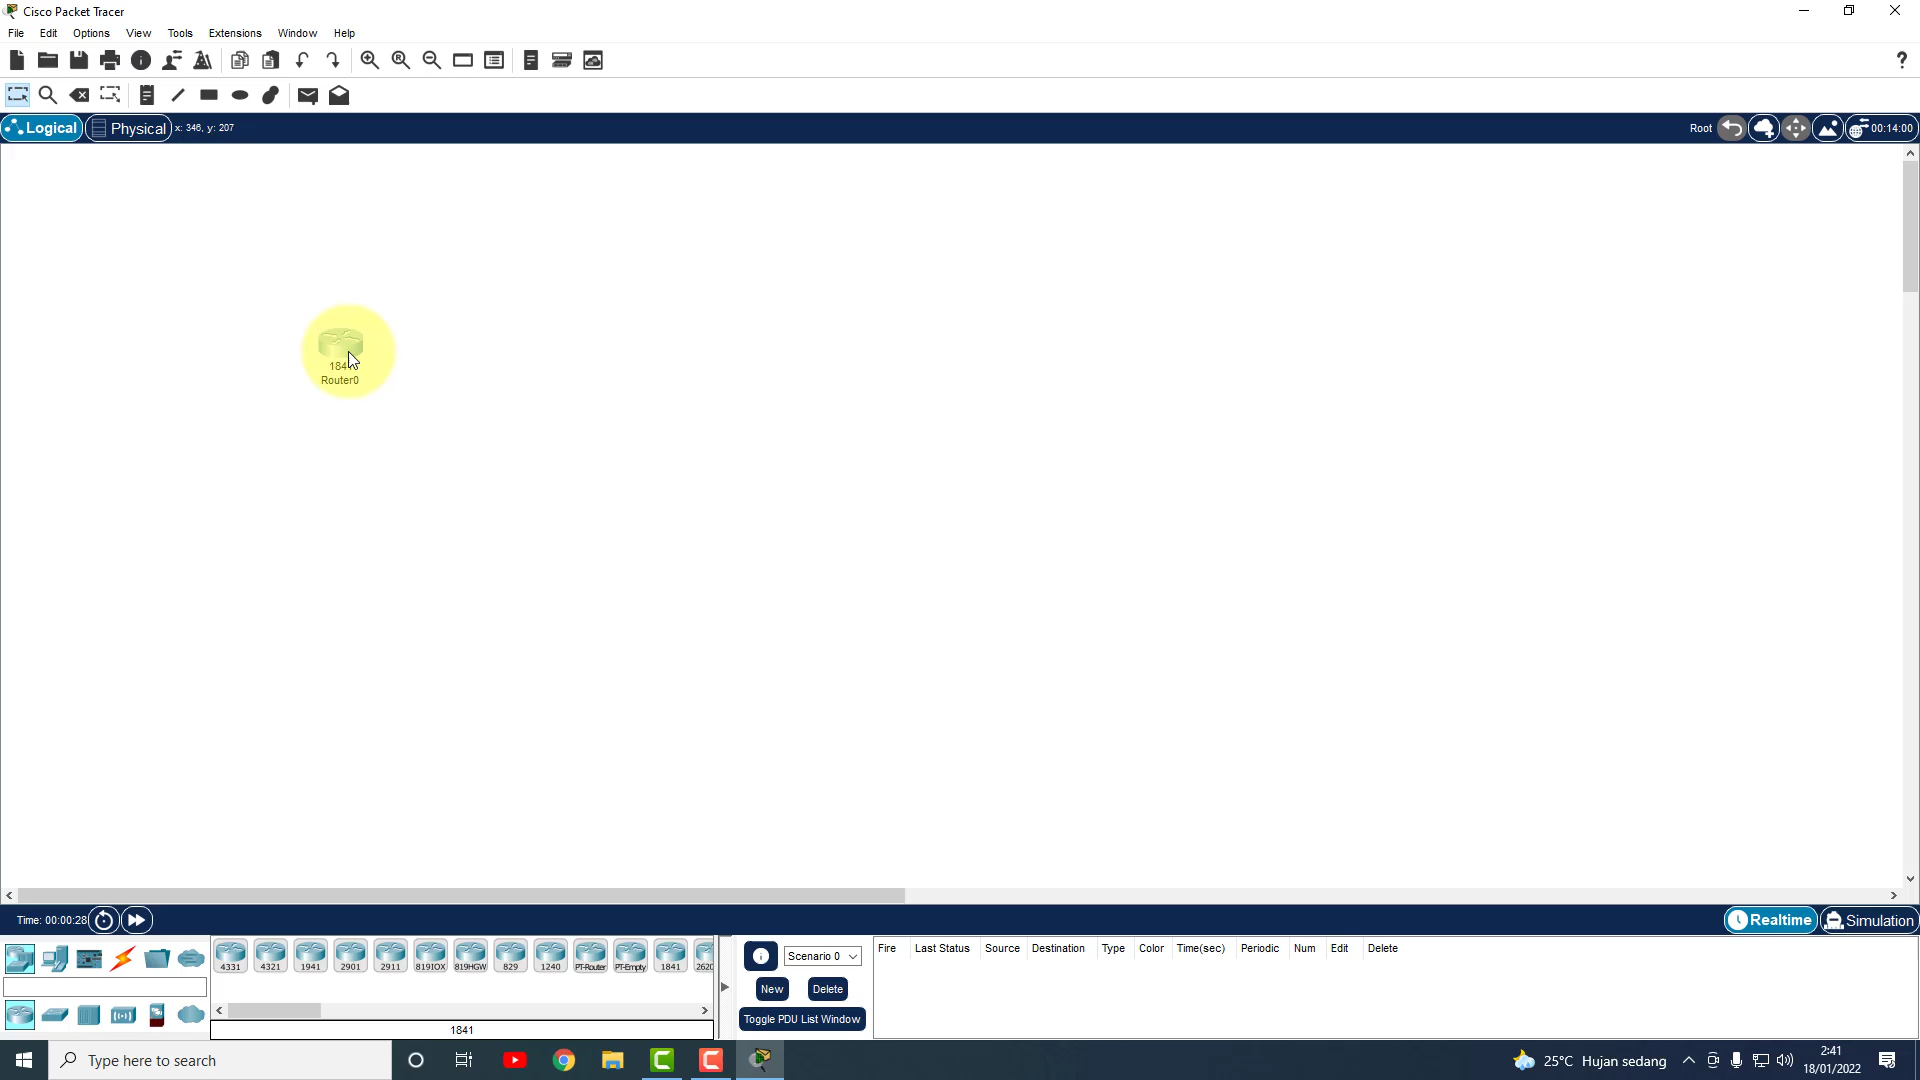 Cisco Packet Tracer
File Edit Options View Tools Extensions Window Help
?
Logical Physical x: 346, y: 207 Root 00:14:00
Router0
Time: 00:00:28 Realtime Simulation
4331 4321 1941 2901 2911 819IOX 819HGW 829 1240 PT-Router PT-Empty 1841
1841
Scenario 0
New Delete
Toggle PDU List Window
Fire Last Status Source Destination Type Color Time(sec) Periodic Num Edit Delete
Type here to search
25°C Hujan sedang
2:41
18/01/2022